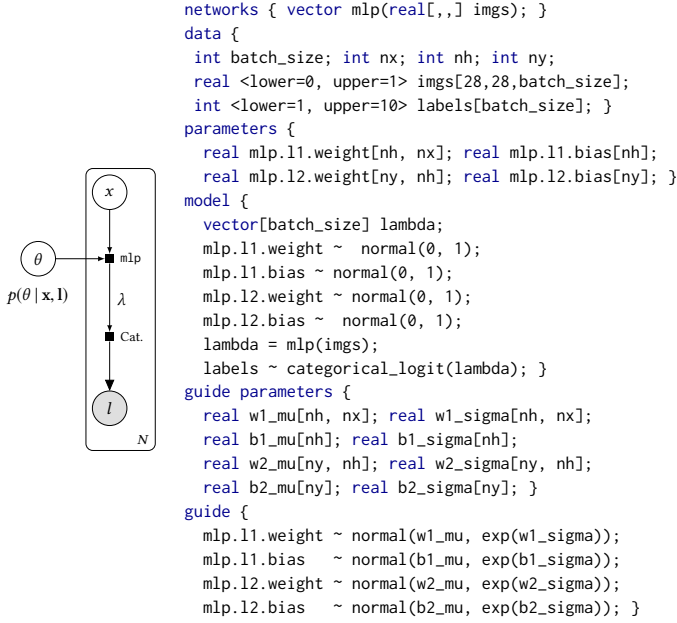 networks { vector mlp(real[,,] imgs); }
data {
 int batch_size; int nx; int nh; int ny;
 real <lower=0, upper=1> imgs[28,28,batch_size];
 int <lower=1, upper=10> labels[batch_size]; }
parameters {
  real mlp.l1.weight[nh, nx]; real mlp.l1.bias[nh];
  real mlp.l2.weight[ny, nh]; real mlp.l2.bias[ny]; }
model {
  vector[batch_size] lambda;
  mlp.l1.weight ~  normal(0, 1);
  mlp.l1.bias ~ normal(0, 1);
  mlp.l2.weight ~ normal(0, 1);
  mlp.l2.bias ~  normal(0, 1);
  lambda = mlp(imgs);
  labels ~ categorical_logit(lambda); }
guide parameters {
  real w1_mu[nh, nx]; real w1_sigma[nh, nx];
  real b1_mu[nh]; real b1_sigma[nh];
  real w2_mu[ny, nh]; real w2_sigma[ny, nh];
  real b2_mu[ny]; real b2_sigma[ny]; }
guide {
  mlp.l1.weight ~ normal(w1_mu, exp(w1_sigma));
  mlp.l1.bias   ~ normal(b1_mu, exp(b1_sigma));
  mlp.l2.weight ~ normal(w2_mu, exp(w2_sigma));
  mlp.l2.bias   ~ normal(b2_mu, exp(b2_sigma)); }
x
θ
mlp
p(θ | x, l)
λ
Cat.
l
N